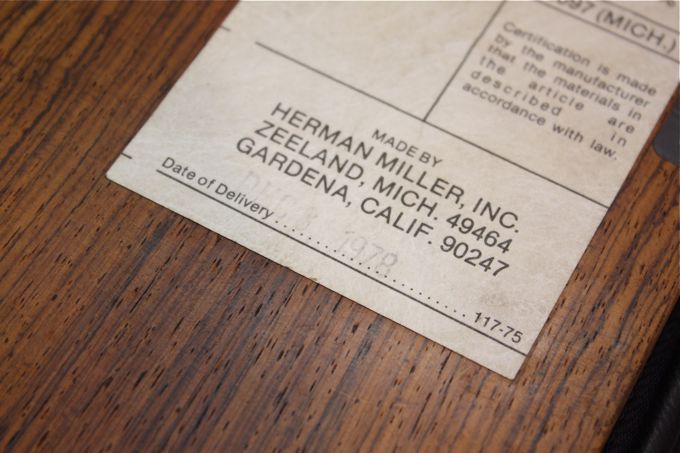 097 (MICH.)
Certification is made
by the manufacturer
that the materials in
the article are
described in
accordance with law.
MADE BY
HERMAN MILLER, INC.
ZEELAND, MICH. 49464
GARDENA, CALIF. 90247
Date of Delivery
1978
117-75